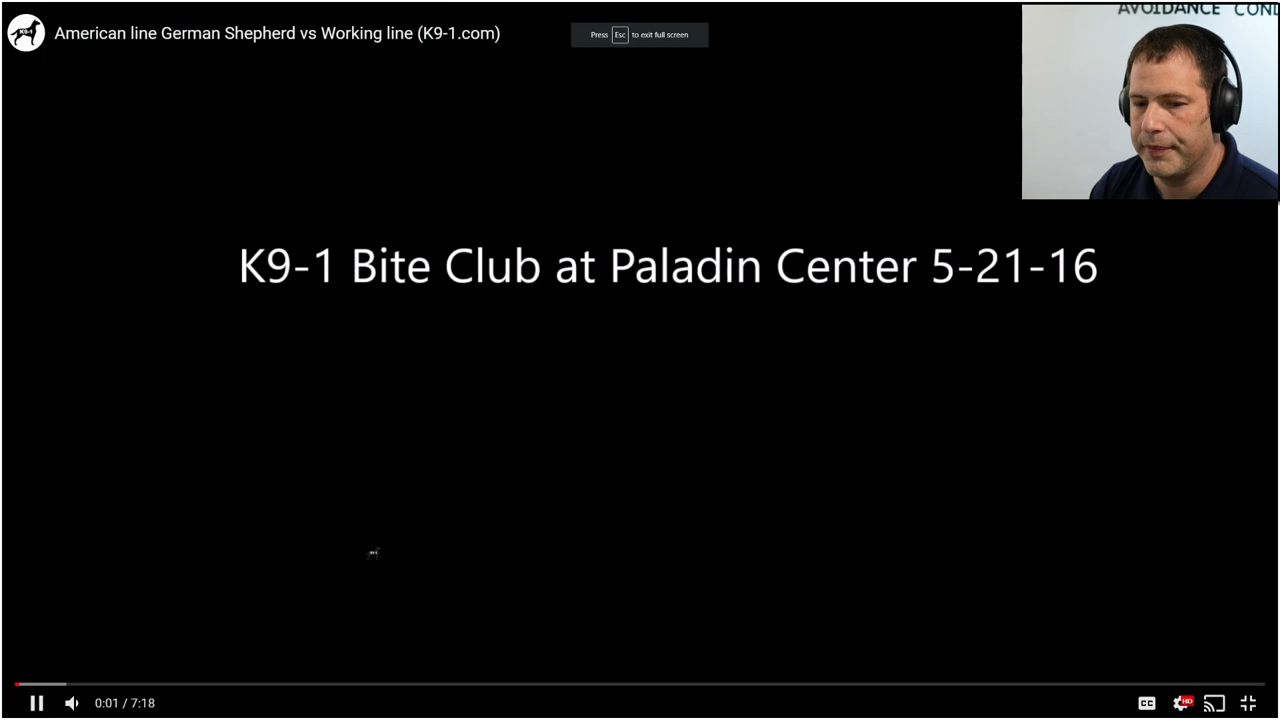 American line German Shepherd vs Working line (K9-1.com)
Press Esc to exit full screen
AVOIDANCE COND
K9-1
K9-1 Bite Club at Paladin Center 5-21-16
0:01 / 7:18
CC
HD